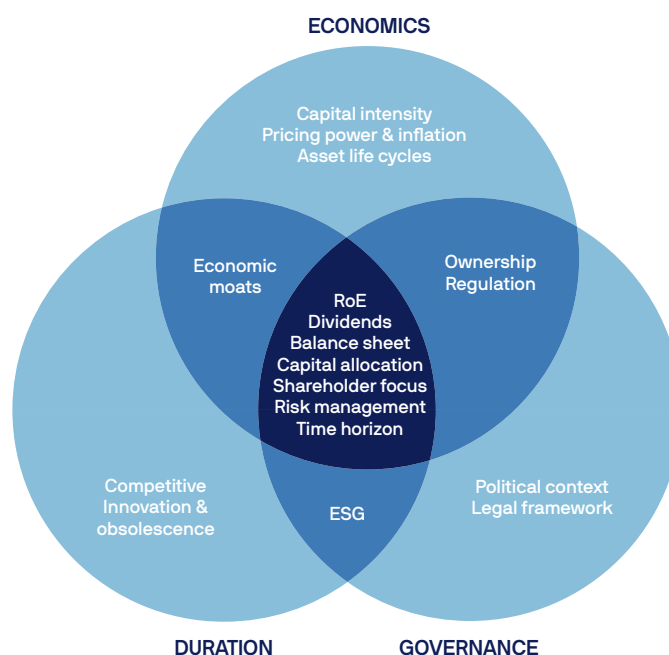 ECONOMICS
Capital intensity
Pricing power & inflation
Asset life cycles
Economic
moats
Ownership
Regulation
RoE
Dividends
Balance sheet
Capital allocation
Shareholder focus
Risk management
Time horizon
Competitive
Innovation &
obsolescence
ESG
Political context
Legal framework
DURATION
GOVERNANCE